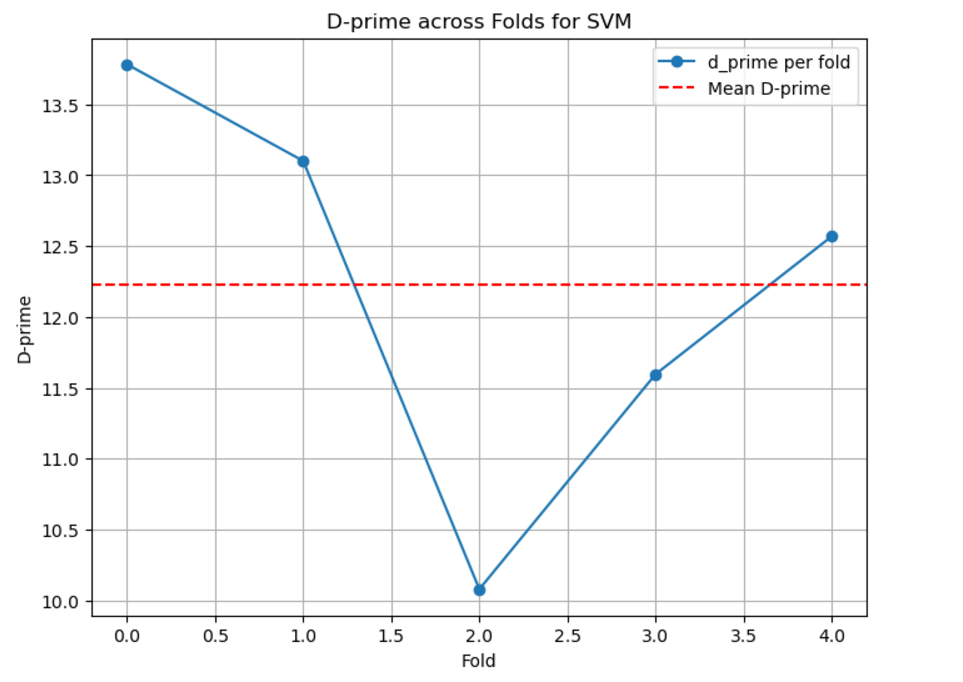 D-prime across Folds for SVM
d_prime per fold
Mean D-prime
D-prime
13.5
13.0
12.5
12.0
11.5
11.0
10.5
10.0
0.0 0.5 1.0 1.5 2.0 2.5 3.0 3.5 4.0
Fold